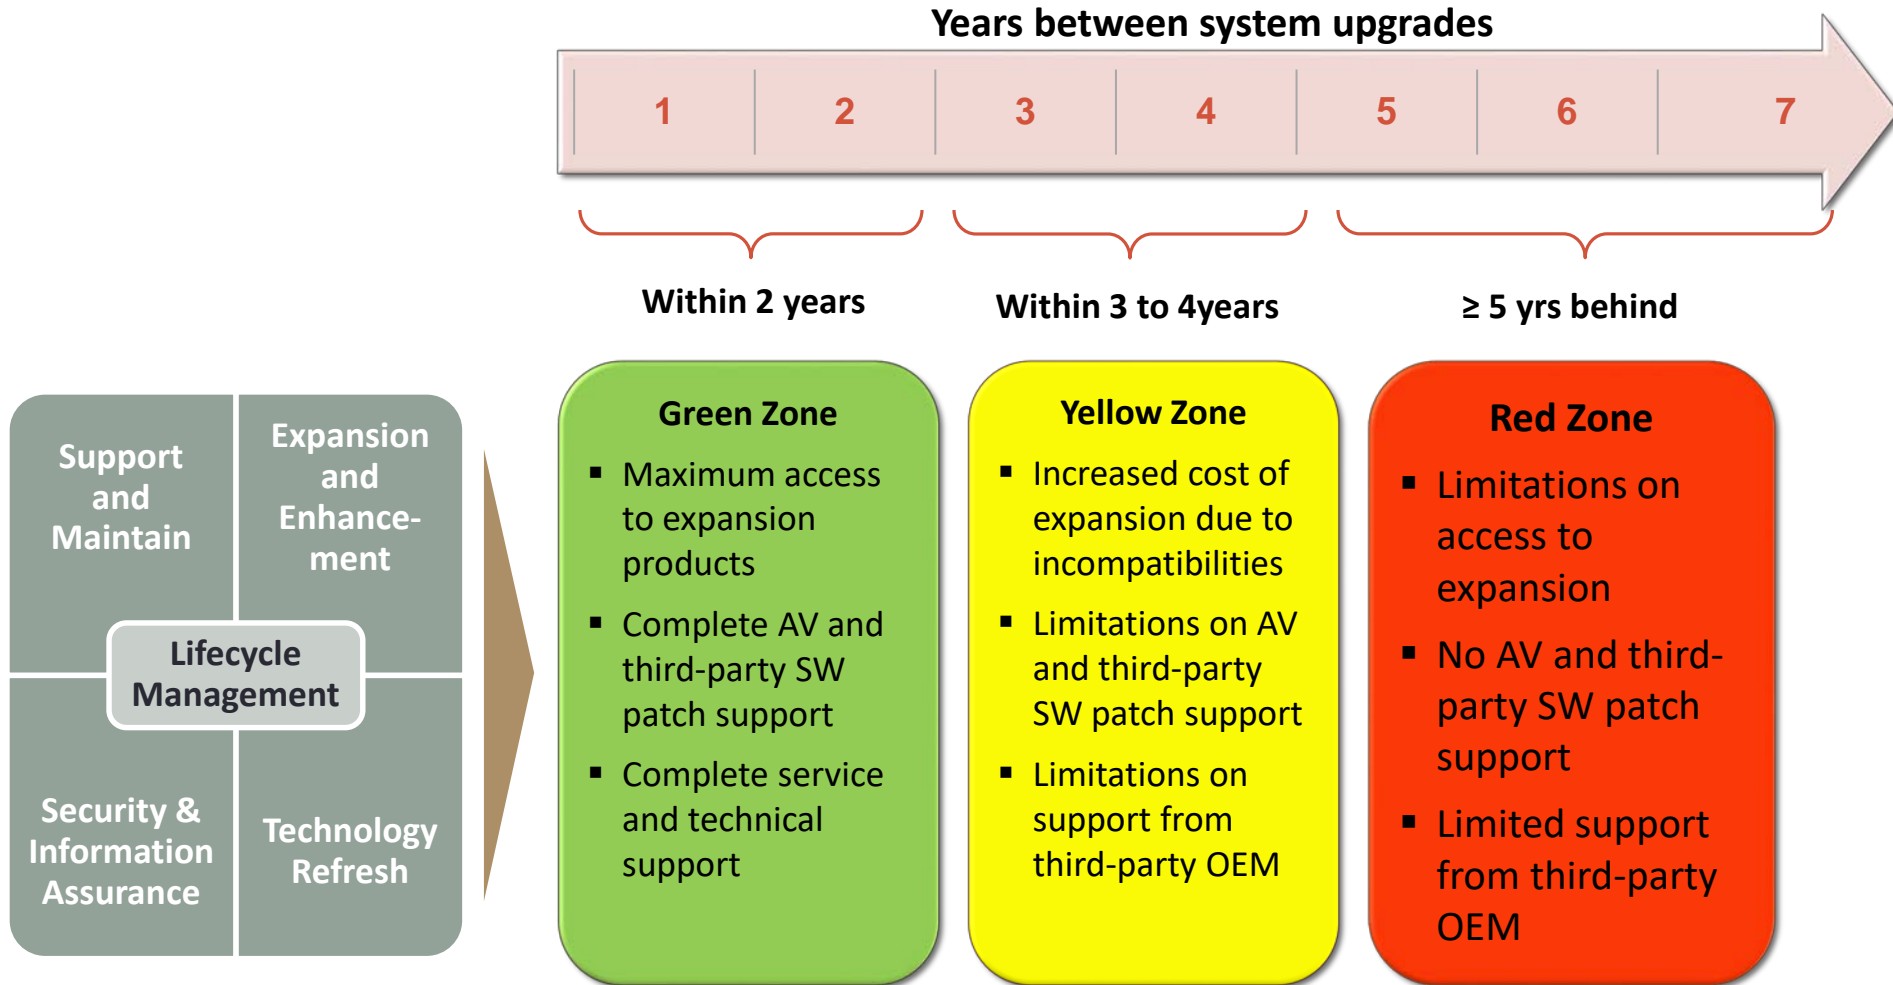 Years between system upgrades
1 2 3 4 5 6 7
Within 2 years
Within 3 to 4years
≥ 5 yrs behind
Support
and
Maintain
Expansion
and
Enhance-
ment
Lifecycle
Management
Security &
Information
Assurance
Technology
Refresh
Green Zone
▪ Maximum access
to expansion
products
▪ Complete AV and
third-party SW
patch support
▪ Complete service
and technical
support
Yellow Zone
▪ Increased cost of
expansion due to
incompatibilities
▪ Limitations on AV
and third-party
SW patch support
▪ Limitations on
support from
third-party OEM
Red Zone
▪ Limitations on
access to
expansion
▪ No AV and third-
party SW patch
support
▪ Limited support
from third-party
OEM